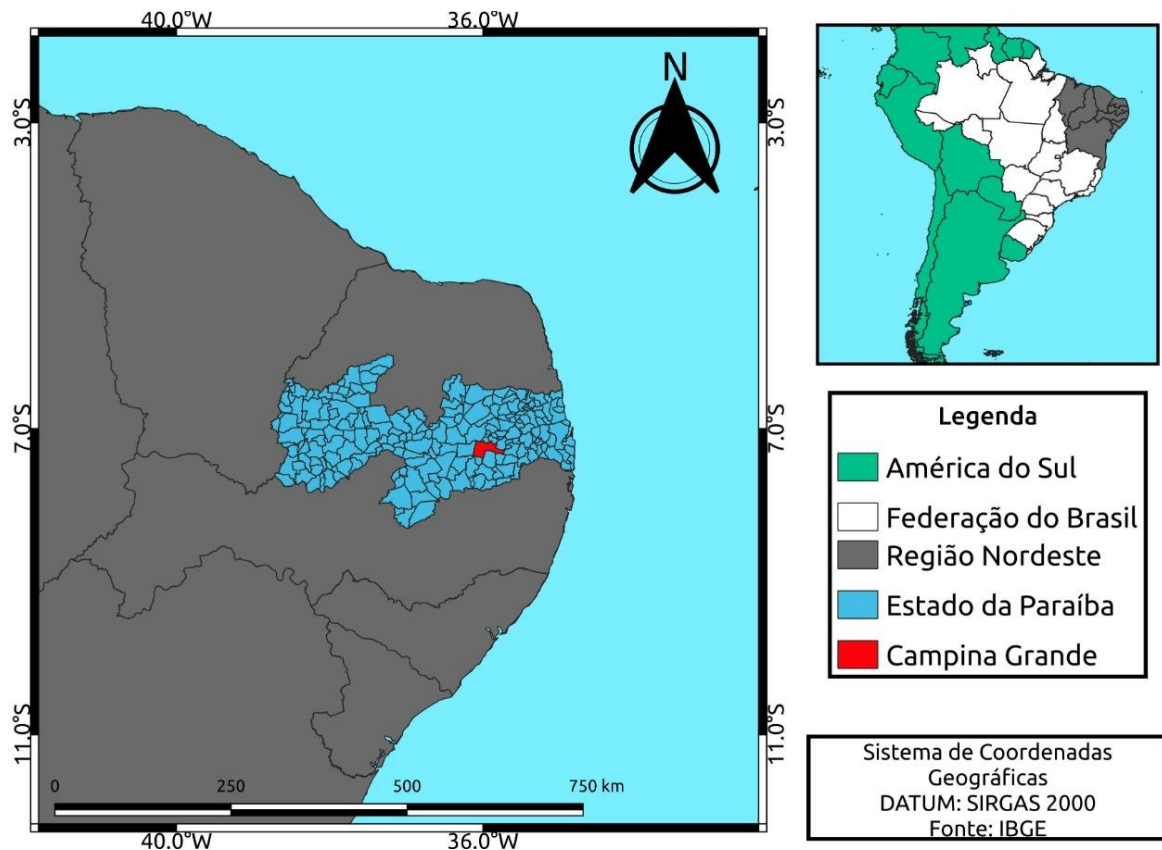 40.0°W 36.0°W
N
3.0°S 3.0°S
7.0°S 7.0°S
11.0°S 11.0°S
0 250 500 750 km
40.0°W 36.0°W
Legenda
América do Sul
Federação do Brasil
Região Nordeste
Estado da Paraíba
Campina Grande
Sistema de Coordenadas
Geográficas
DATUM: SIRGAS 2000
Fonte: IBGE